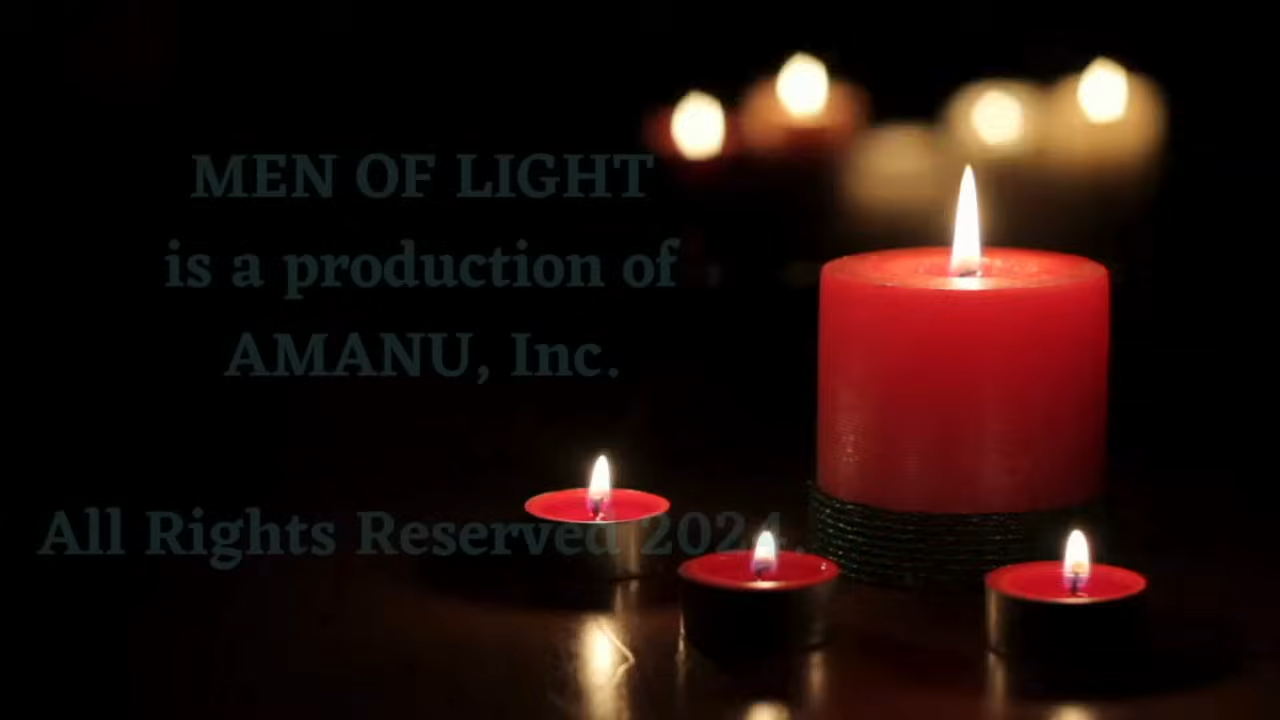 MEN OF LIGHT
is a production of
AMANU, Inc.
All Rights Reserved 2024.